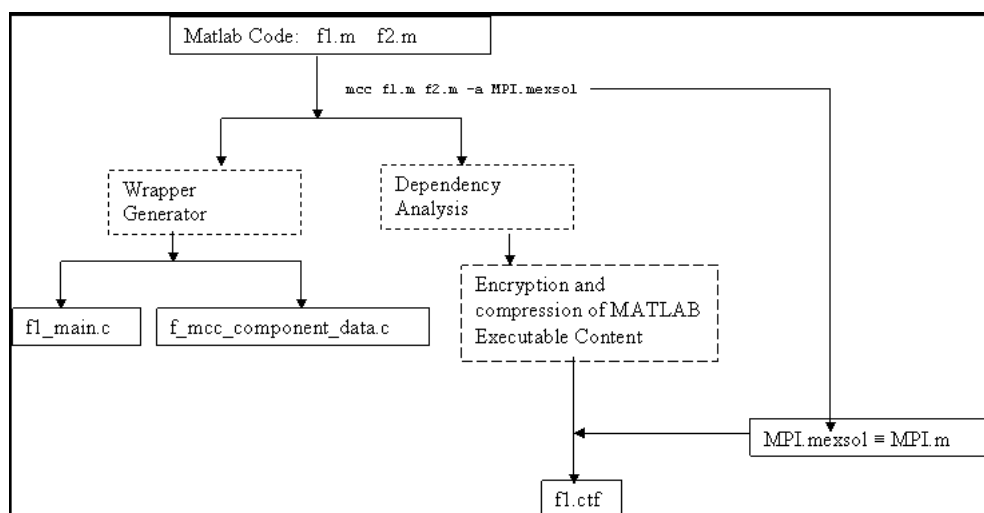 Matlab Code: f1.m f2.m
mcc f1.m f2.m -a MPI.mexsol
Wrapper
Generator
Dependency
Analysis
Encryption and
compression of MATLAB
Executable Content
f1_main.c
f_mcc_component_data.c
MPI.mexsol ≡ MPI.m
f1.ctf